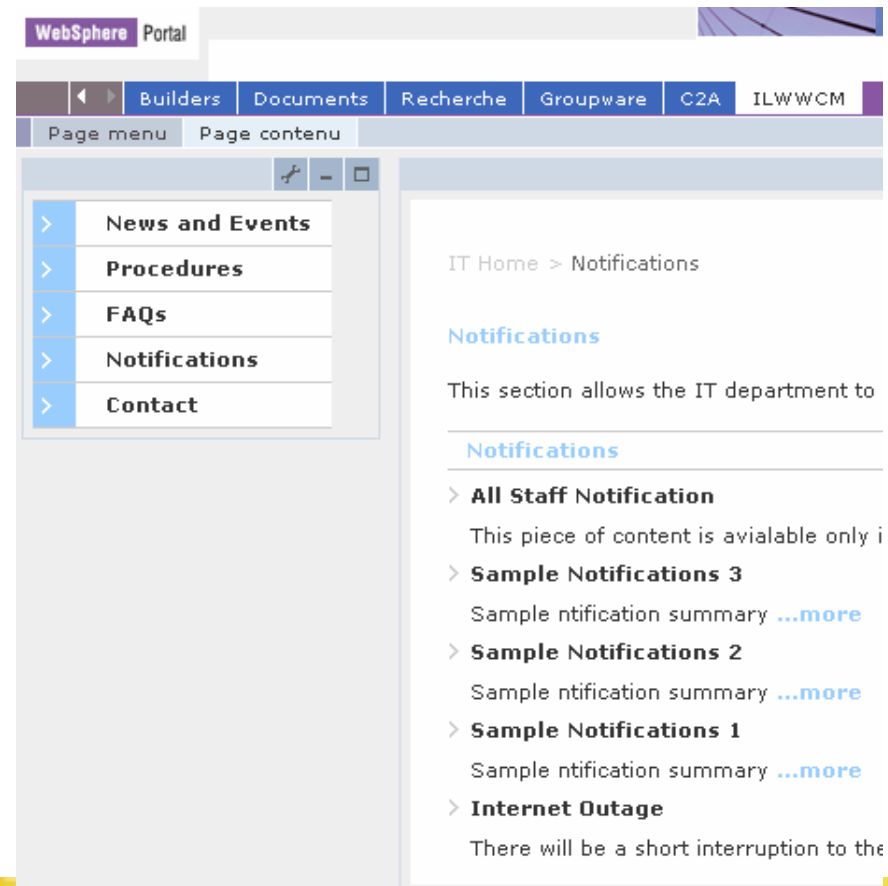 WebSphere Portal
Builders Documents Recherche Groupware C2A ILWWCM
Page menu Page contenu
News and Events
Procedures
FAQs
Notifications
Contact
IT Home > Notifications
Notifications
This section allows the IT department to
Notifications
> All Staff Notification
This piece of content is avialable only i
> Sample Notifications 3
Sample ntification summary ...more
> Sample Notifications 2
Sample ntification summary ...more
> Sample Notifications 1
Sample ntification summary ...more
> Internet Outage
There will be a short interruption to the